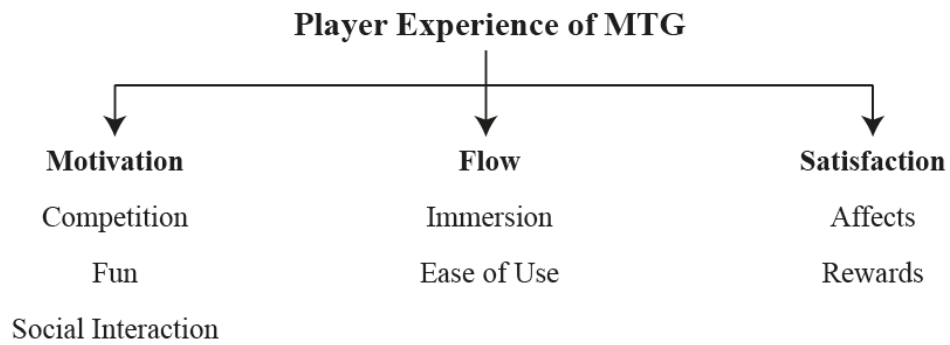 Player Experience of MTG
Motivation
Competition
Fun
Social Interaction
Flow
Immersion
Ease of Use
Satisfaction
Affects
Rewards